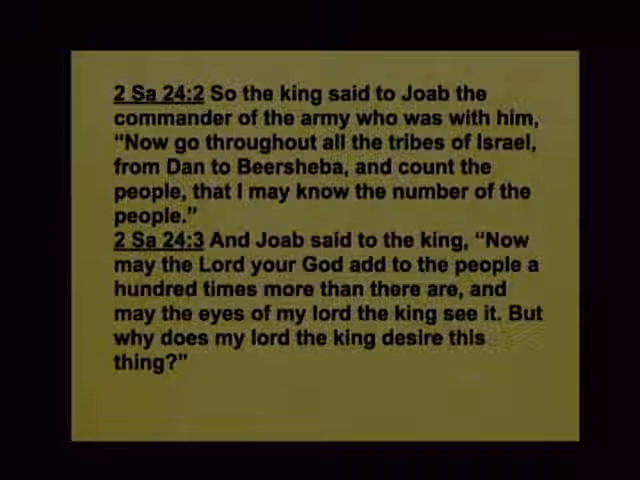 2 Sa 24:2 So the king said to Joab the
commander of the army who was with him,
“Now go throughout all the tribes of Israel,
from Dan to Beersheba, and count the
people, that I may know the number of the
people.”
2 Sa 24:3 And Joab said to the king, “Now
may the Lord your God add to the people a
hundred times more than there are, and
may the eyes of my lord the king see it. But
why does my lord the king desire this
thing?”